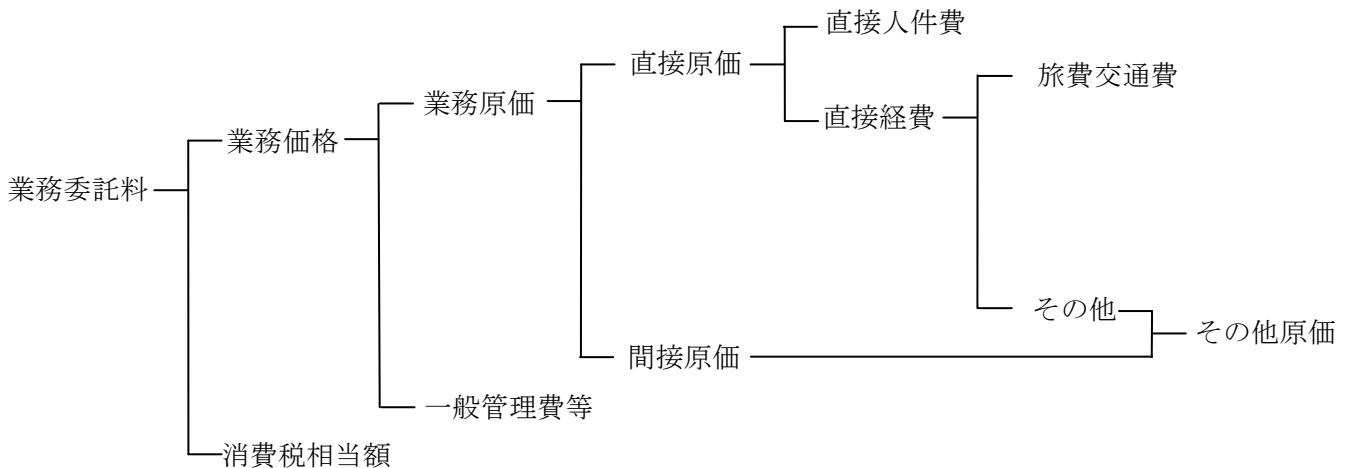 直接人件費
直接原価
旅費交通費
業務原価
直接経費
業務価格
業務委託料
その他
その他原価
間接原価
一般管理費等
消費税相当額